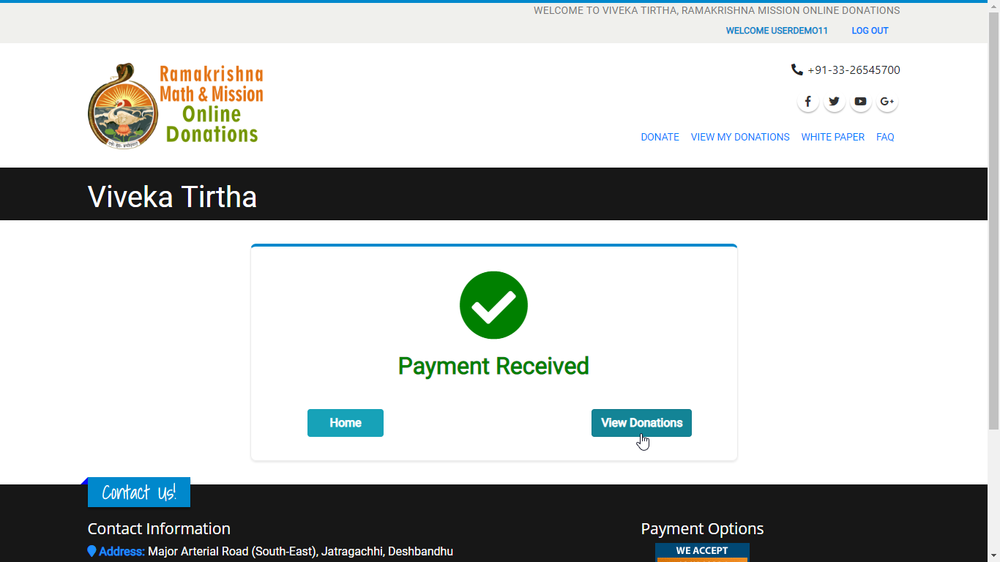 WELCOME TO VIVEKA TIRTHA, RAMAKRISHNA MISSION ONLINE DONATIONS
WELCOME USERDEMO11 LOG OUT
Ramakrishna
Math & Mission
Online
Donations
+91-33-26545700
DONATE VIEW MY DONATIONS WHITE PAPER FAQ
Viveka Tirtha
Payment Received
Home View Donations
Contact Us!
Contact Information
Address: Major Arterial Road (South-East), Jatragachhi, Deshbandhu
Payment Options
WE ACCEPT